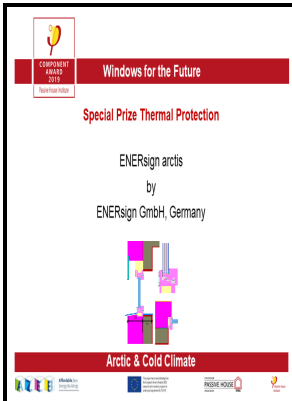 COMPONENT
AWARD
2019
Passive House Institute
Windows for the Future
Special Prize Thermal Protection
ENERsign arctis
by
ENERsign GmbH, Germany
Arctic & Cold Climate
PASSIVE HOUSE